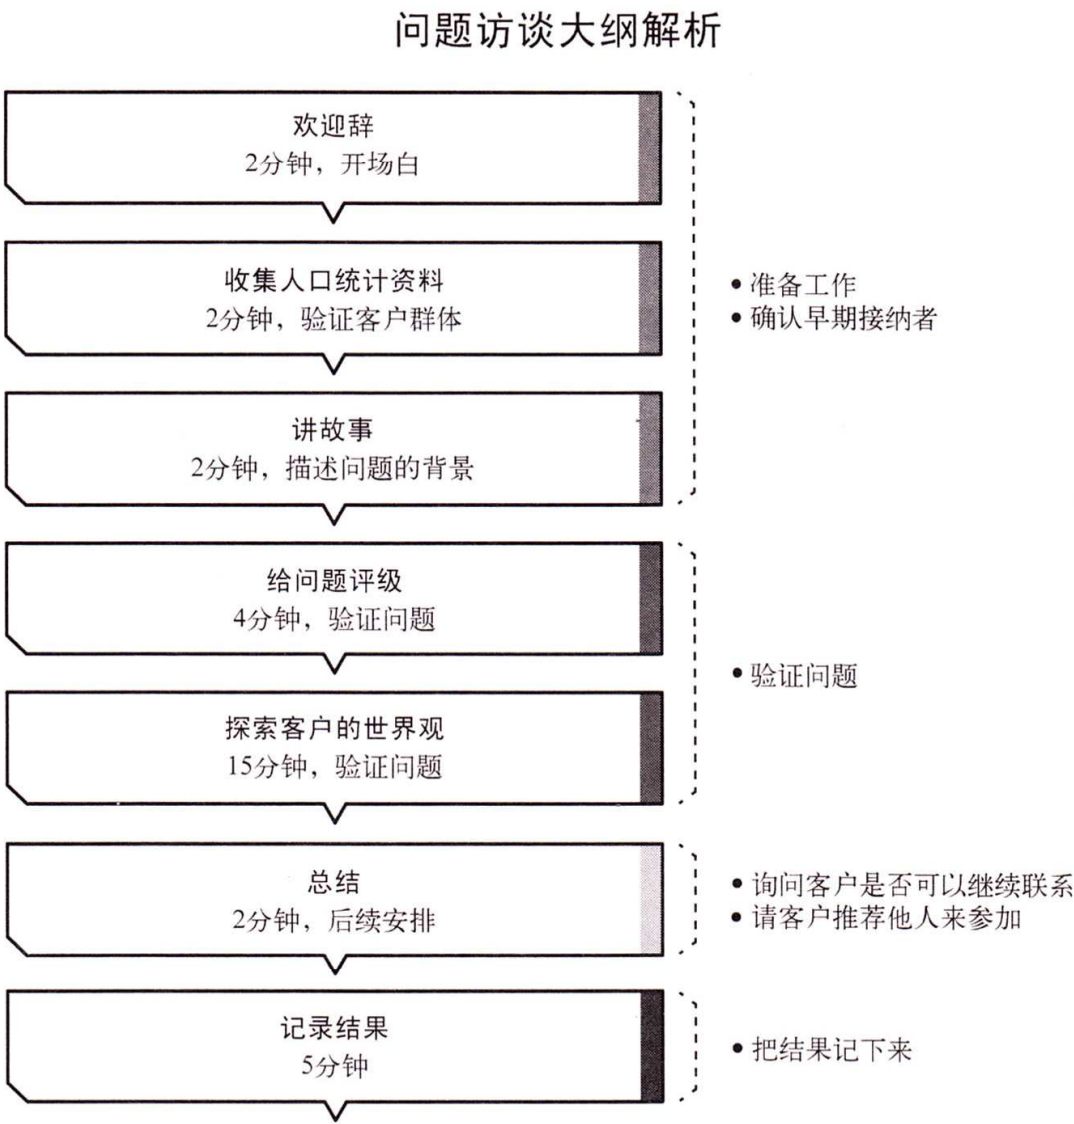 问题访谈大纲解析
欢迎辞
2分钟，开场白
收集人口统计资料
2分钟，验证客户群体
• 准备工作
• 确认早期接纳者
讲故事
2分钟，描述问题的背景
给问题评级
4分钟，验证问题
• 验证问题
探索客户的世界观
15分钟，验证问题
总结
2分钟，后续安排
• 询问客户是否可以继续联系
• 请客户推荐他人来参加
记录结果
5分钟
• 把结果记下来